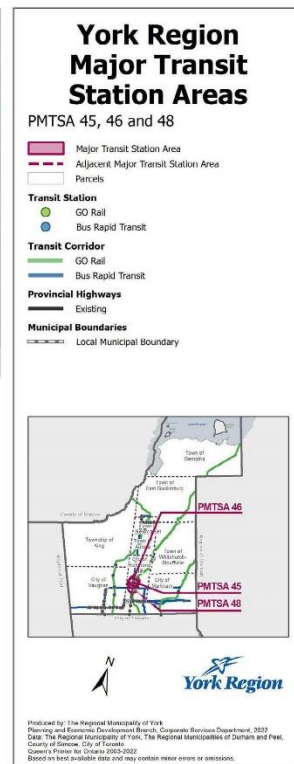 York Region
Major Transit
Station Areas
PMTSA 45, 46 and 48
Major Transit Station Area
Adjacent Major Transit Station Area
Parcels
Transit Station
GO Rail
Bus Rapid Transit
Transit Corridor
GO Rail
Bus Rapid Transit
Provincial Highways
Existing
Municipal Boundaries
Local Municipal Boundary
Town of
Georgina
Town of
East Gwillimbury
PMTSA 46
County of Simcoe
Township of
King
Town of
Whitchurch-
Stouffville
City of
Vaughan
City of
Markham
PMTSA 45
PMTSA 48
City of Toronto
York Region
Produced by: The Regional Municipality of York
Planning and Economic Development Branch, Corporate Services Department, 2022
Data: The Regional Municipality of York, The Regional Municipalities of Durham and Peel,
County of Simcoe, City of Toronto
Queen's Printer for Ontario 2003-2022
Based on best available data and may contain minor errors or omissions.